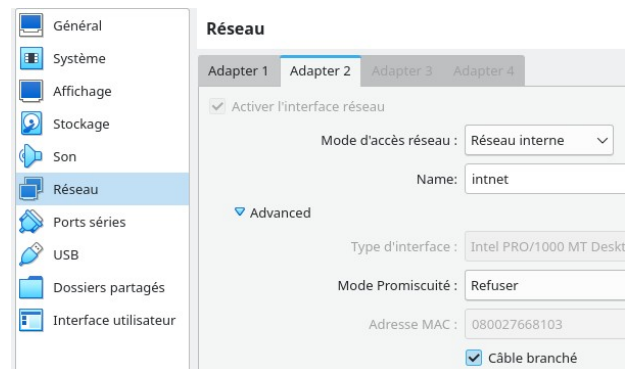 Général
Système
Affichage
Stockage
Son
Réseau
Ports séries
USB
Dossiers partagés
Interface utilisateur
Réseau
Adapter 1 Adapter 2 Adapter 3 Adapter 4
Activer l'interface réseau
Mode d'accès réseau : Réseau interne
Name: intnet
Advanced
Type d'interface : Intel PRO/1000 MT Deskt
Mode Promiscuité : Refuser
Adresse MAC : 080027668103
Câble branché